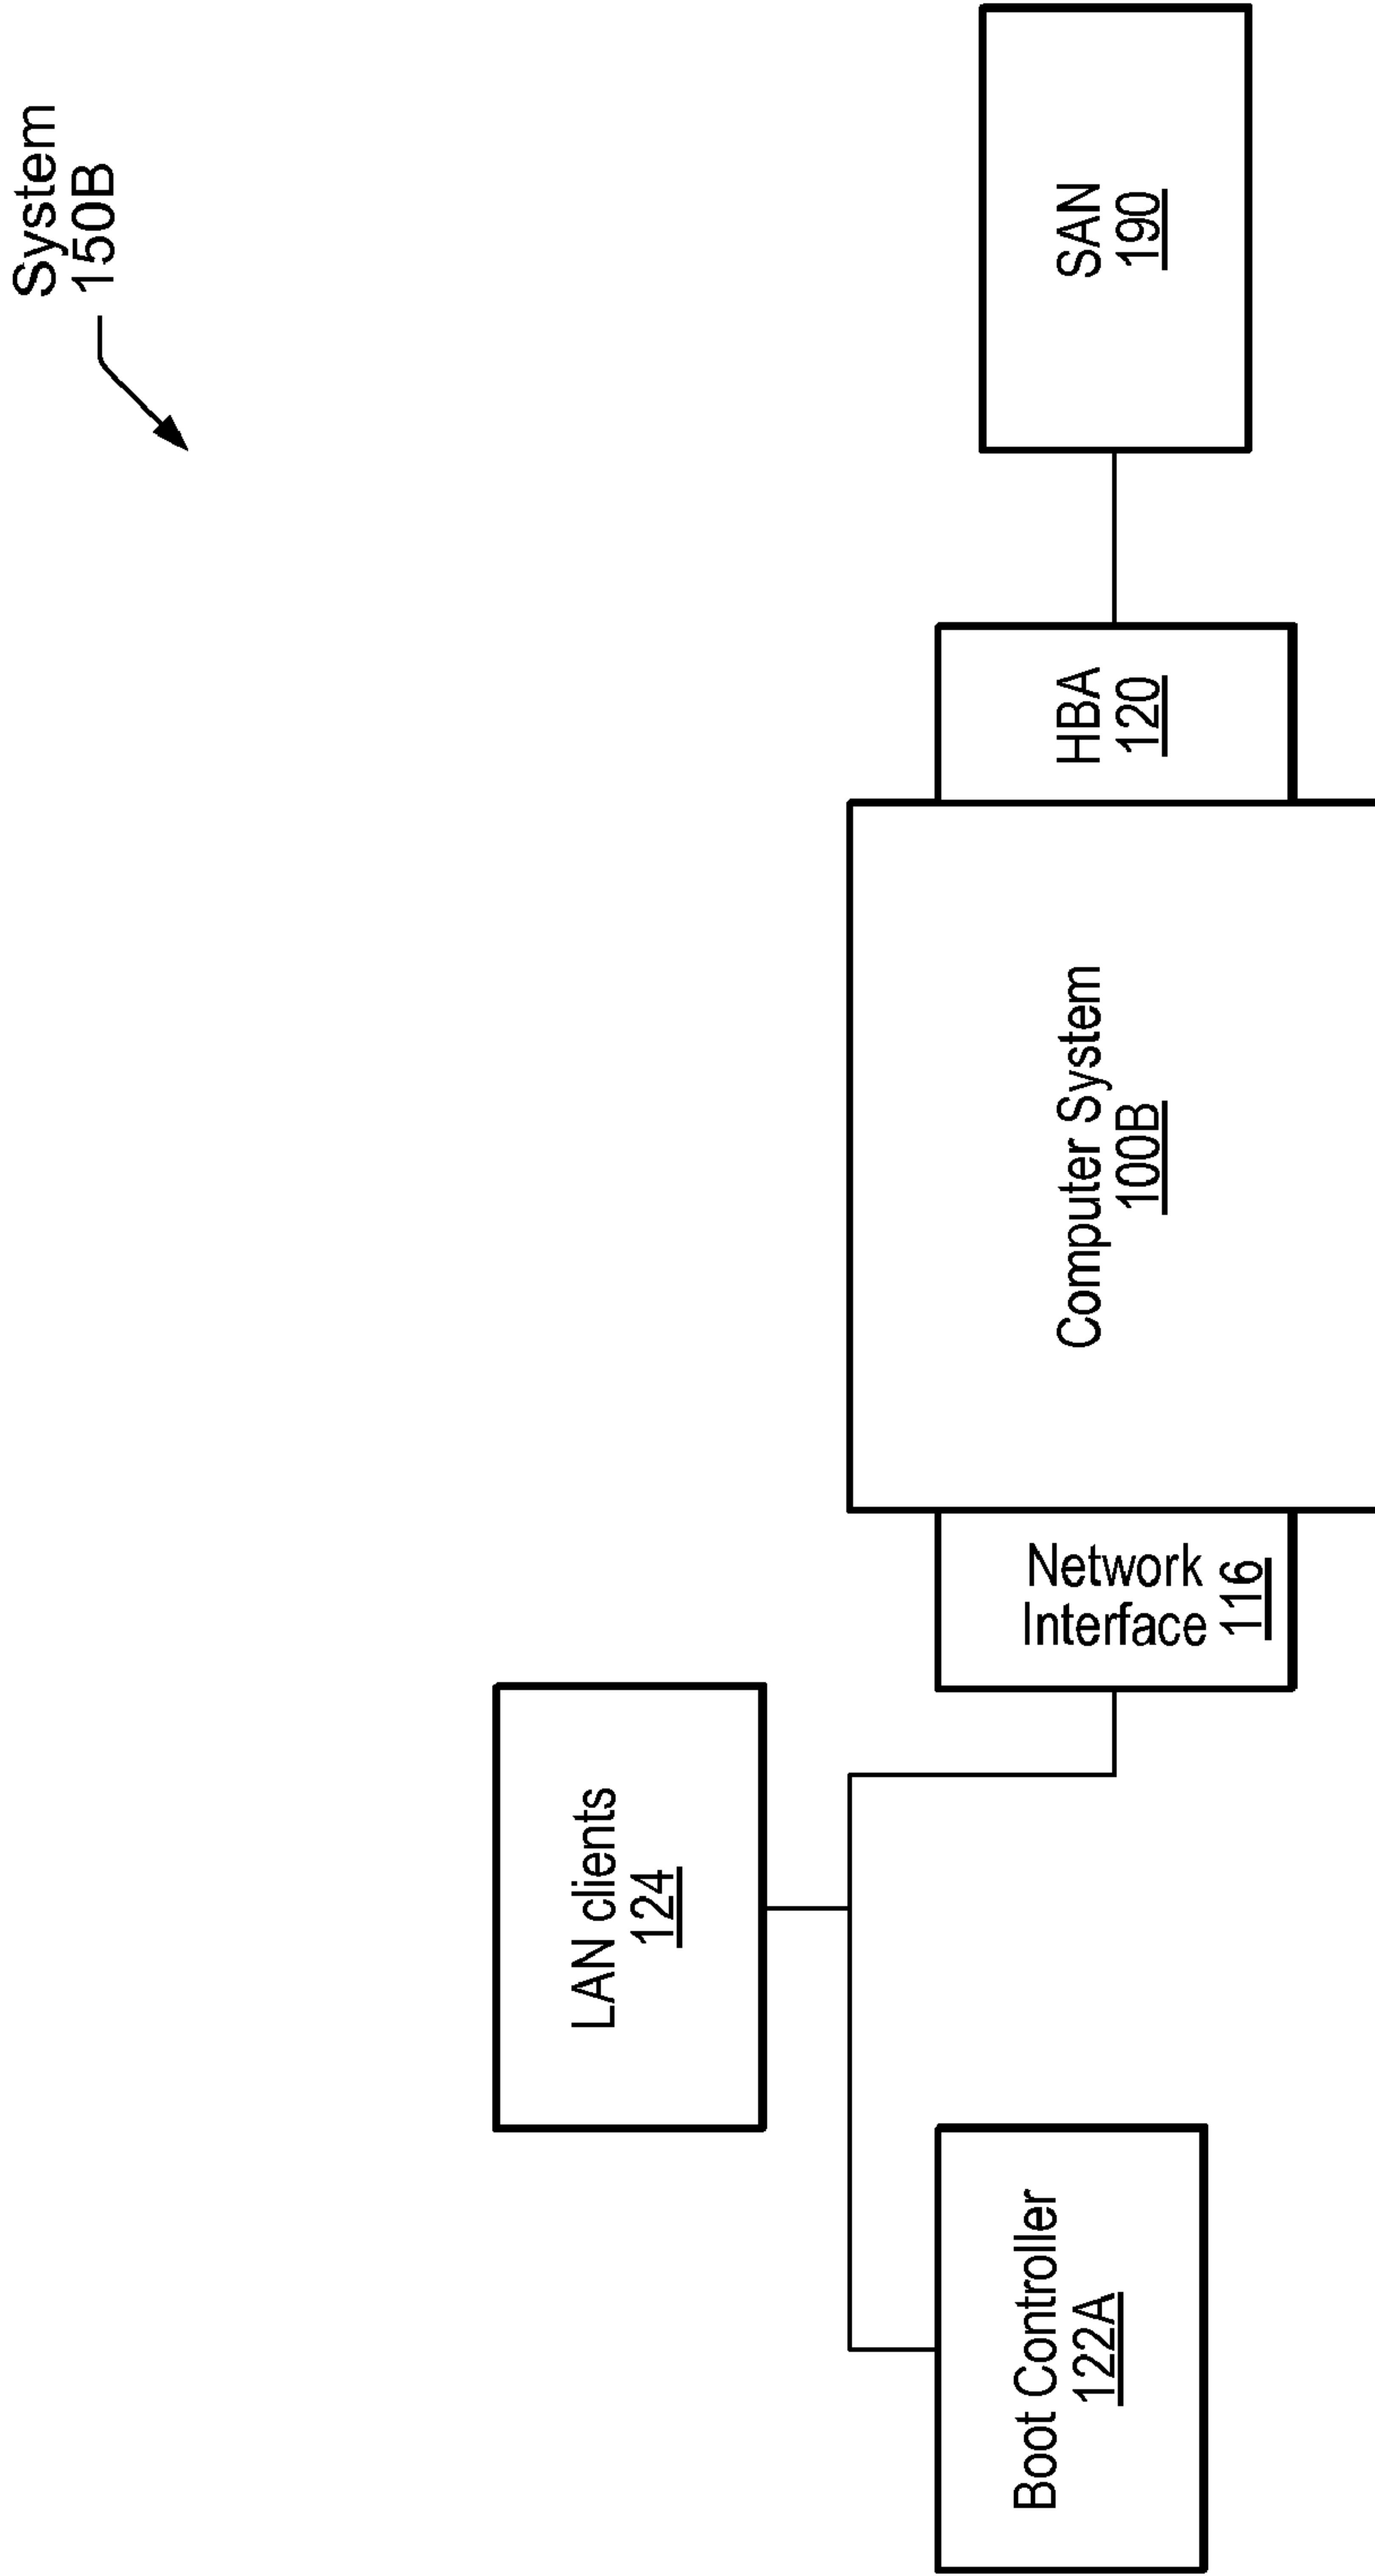 System
150B
LAN clients
124
Boot Controller
122A
Network
Interface 116
Computer System
100B
HBA
120
SAN
190